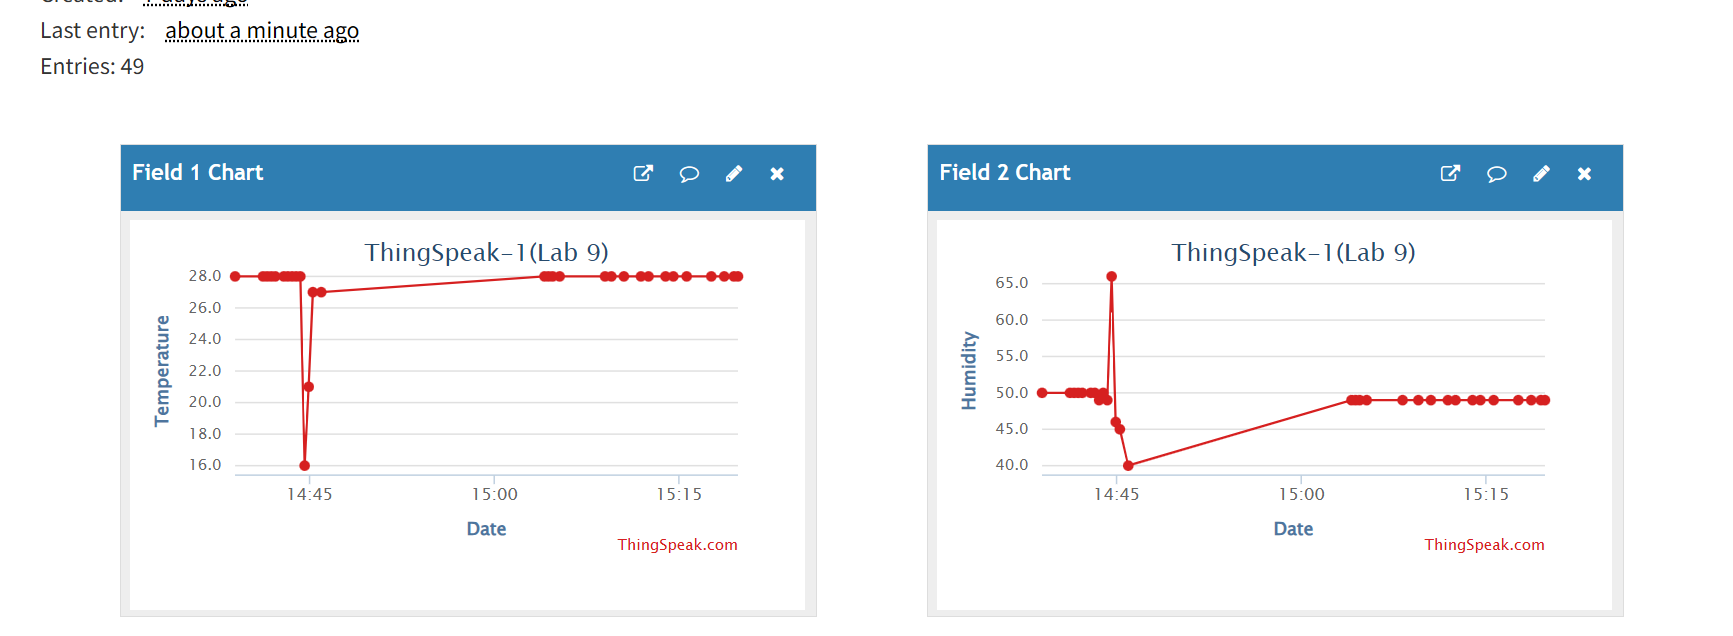 Created:
days ago
Last entry: about a minute ago
Entries: 49
Field 1 Chart
ThingSpeak-1(Lab 9)
28.0
26.0
24.0
22.0
20.0
18.0
16.0
Temperature
14:45 15:00 15:15
Date
ThingSpeak.com
Field 2 Chart
ThingSpeak-1(Lab 9)
65.0
60.0
55.0
50.0
45.0
40.0
Humidity
14:45 15:00 15:15
Date
ThingSpeak.com